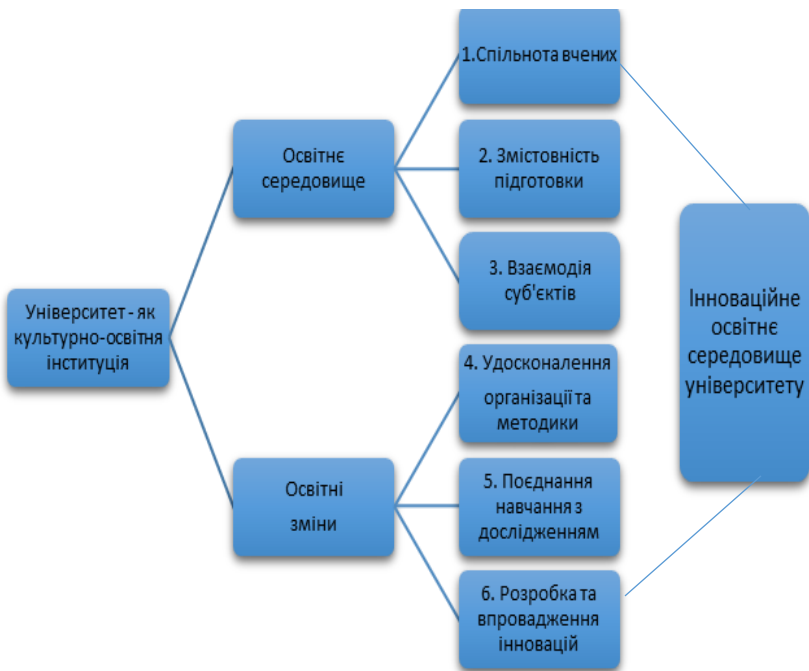 Університет - як
культурно-освітня
інституція
Освітнє
середовище
1.Спільнота вчених
2. Змістовність
підготовки
3. Взаємодія
суб'єктів
Освітні
зміни
4. Удосконалення
організації та
методики
5. Поєднання
навчання з
дослідженням
6. Розробка та
впровадження
інновацій
Інноваційне
освітнє
середовище
університету